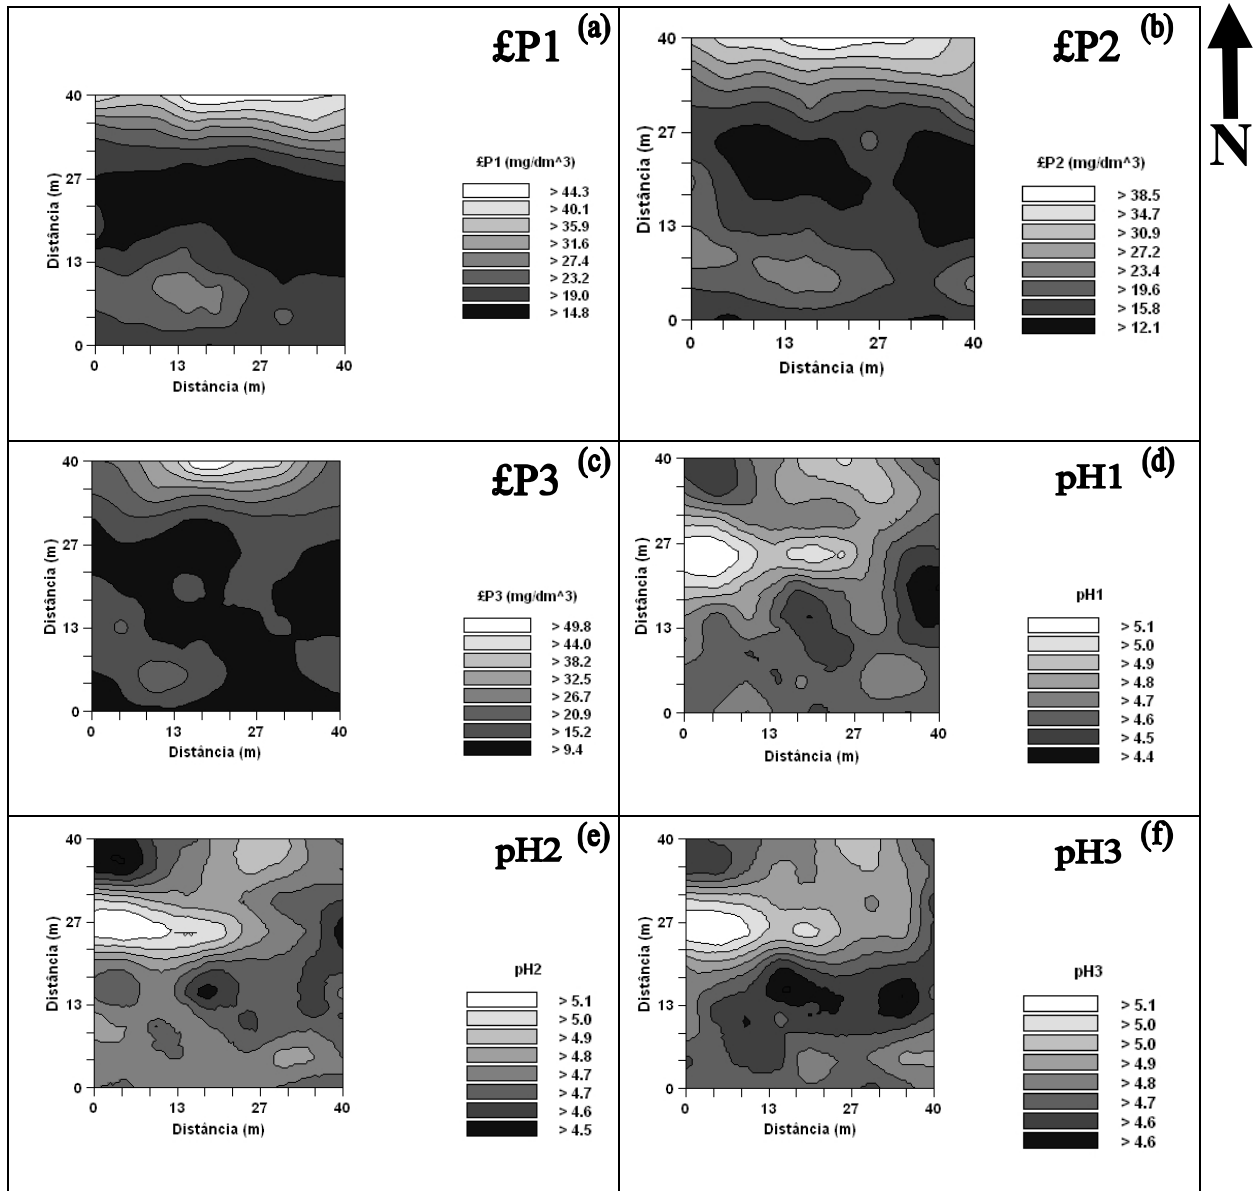 £P1 (a)
40
27
13
0
Distância (m)
0 13 27 40
Distância (m)
£P1 (mg/dm^3)
> 44.3
> 40.1
> 35.9
> 31.6
> 27.4
> 23.2
> 19.0
> 14.8
£P2 (b)
40
27
13
0
Distância (m)
0 13 27 40
Distância (m)
£P2 (mg/dm^3)
> 38.5
> 34.7
> 30.9
> 27.2
> 23.4
> 19.6
> 15.8
> 12.1
N
£P3 (c)
40
27
13
0
Distância (m)
0 13 27 40
Distância (m)
£P3 (mg/dm^3)
> 49.8
> 44.0
> 38.2
> 32.5
> 26.7
> 20.9
> 15.2
> 9.4
pH1 (d)
40
27
13
0
Distância (m)
0 13 27 40
Distância (m)
pH1
> 5.1
> 5.0
> 4.9
> 4.8
> 4.7
> 4.6
> 4.5
> 4.4
pH2 (e)
40
27
13
0
Distância (m)
0 13 27 40
Distância (m)
pH2
> 5.1
> 5.0
> 4.9
> 4.8
> 4.7
> 4.7
> 4.6
> 4.5
pH3 (f)
40
27
13
0
Distância (m)
0 13 27 40
Distância (m)
pH3
> 5.1
> 5.0
> 5.0
> 4.9
> 4.8
> 4.7
> 4.6
> 4.6